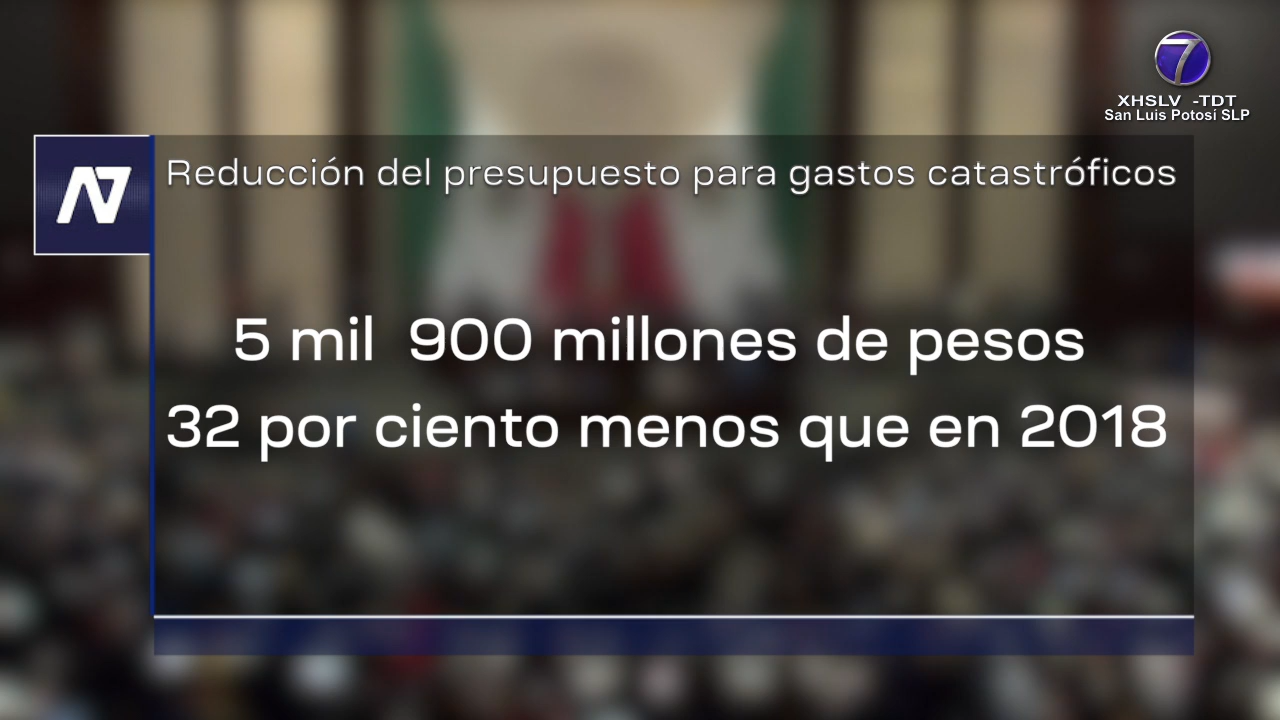 7
XHSLV -TDT
San Luis Potosí SLP
N7
Reducción del presupuesto para gastos catastróficos
5 mil 900 millones de pesos
32 por ciento menos que en 2018